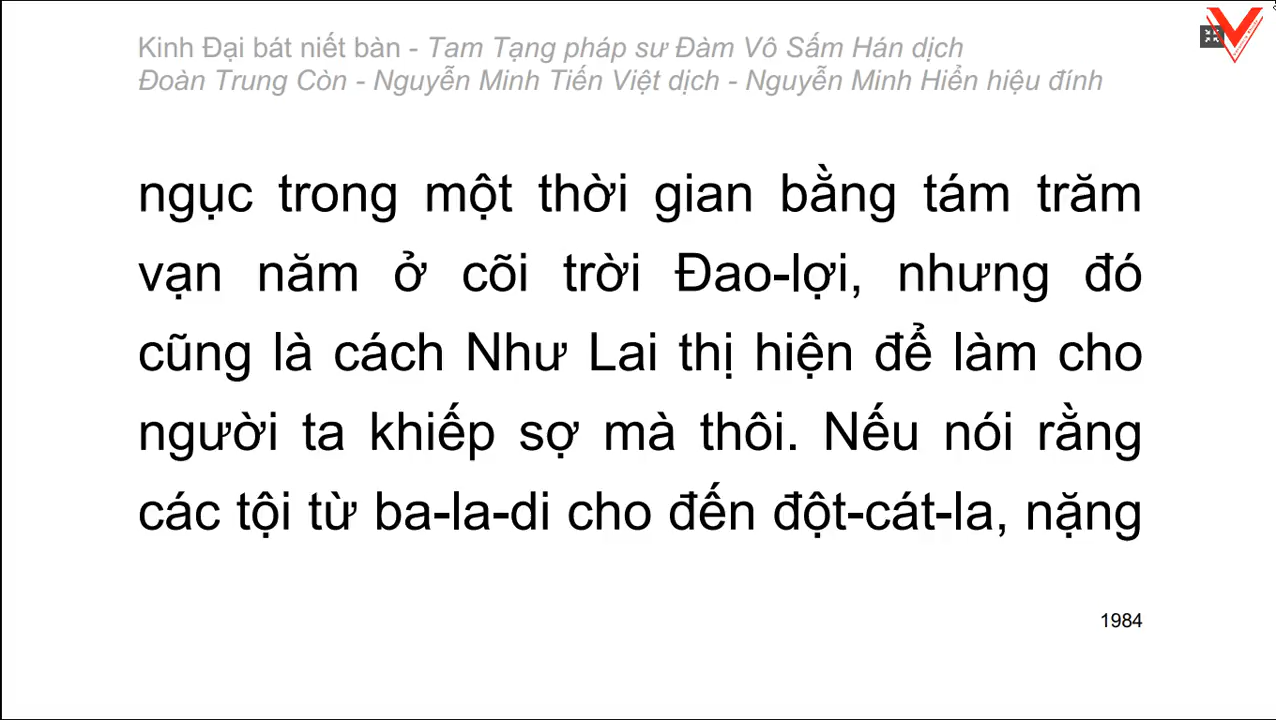 Kinh Đại bát niết bàn - Tam Tạng pháp sư Đàm Vô Sấm Hán dịch
Đoàn Trung Còn - Nguyễn Minh Tiến Việt dịch - Nguyễn Minh Hiển hiệu đính
ngục trong một thời gian bằng tám trăm
vạn năm ở cõi trời Đao-lợi, nhưng đó
cũng là cách Như Lai thị hiện để làm cho
người ta khiếp sợ mà thôi. Nếu nói rằng
các tội từ ba-la-di cho đến đột-cát-la, nặng
1984